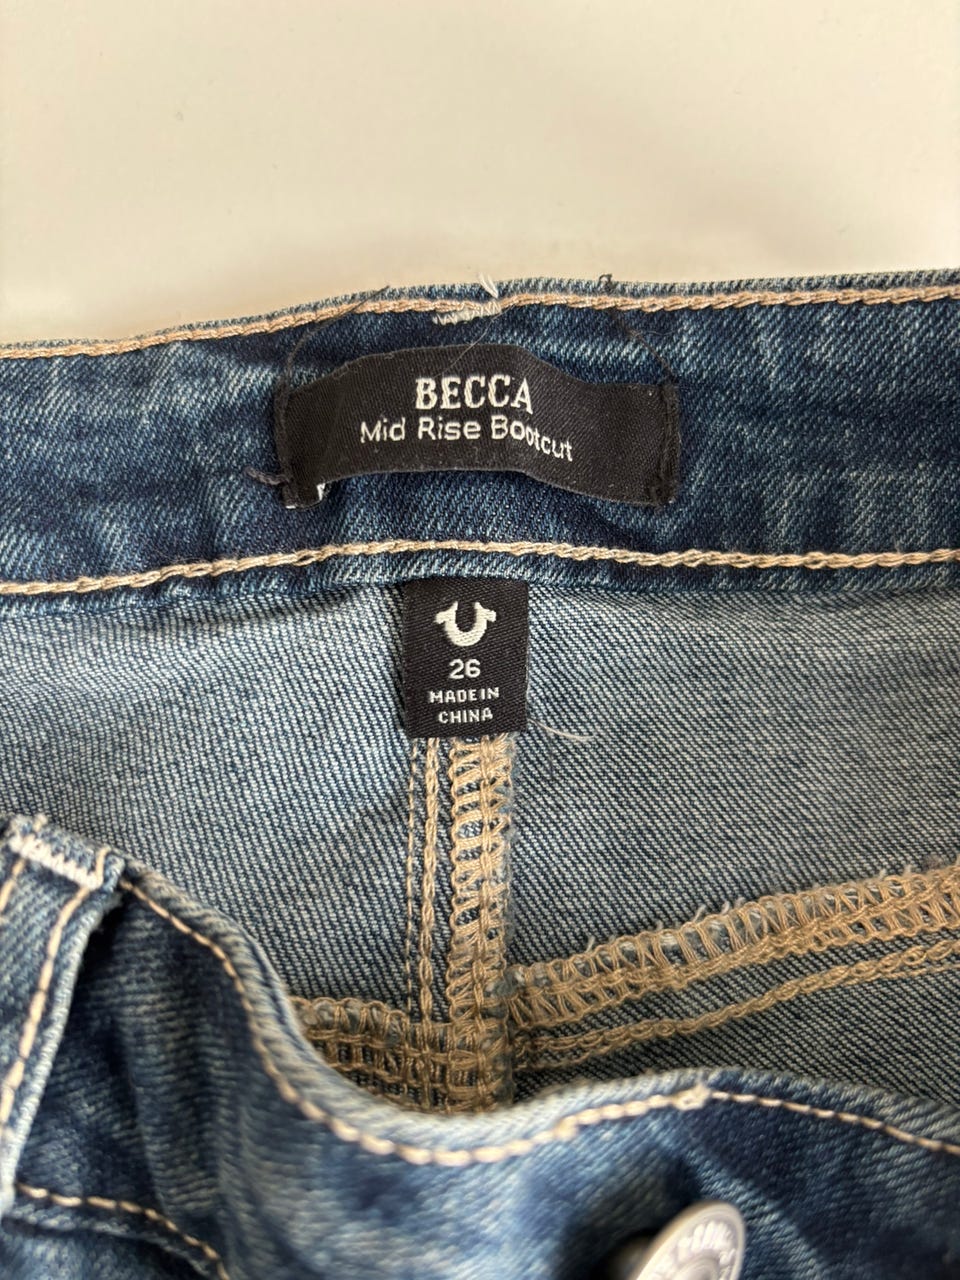 BECCA
Mid Rise Bootcut
26
MADE IN
CHINA